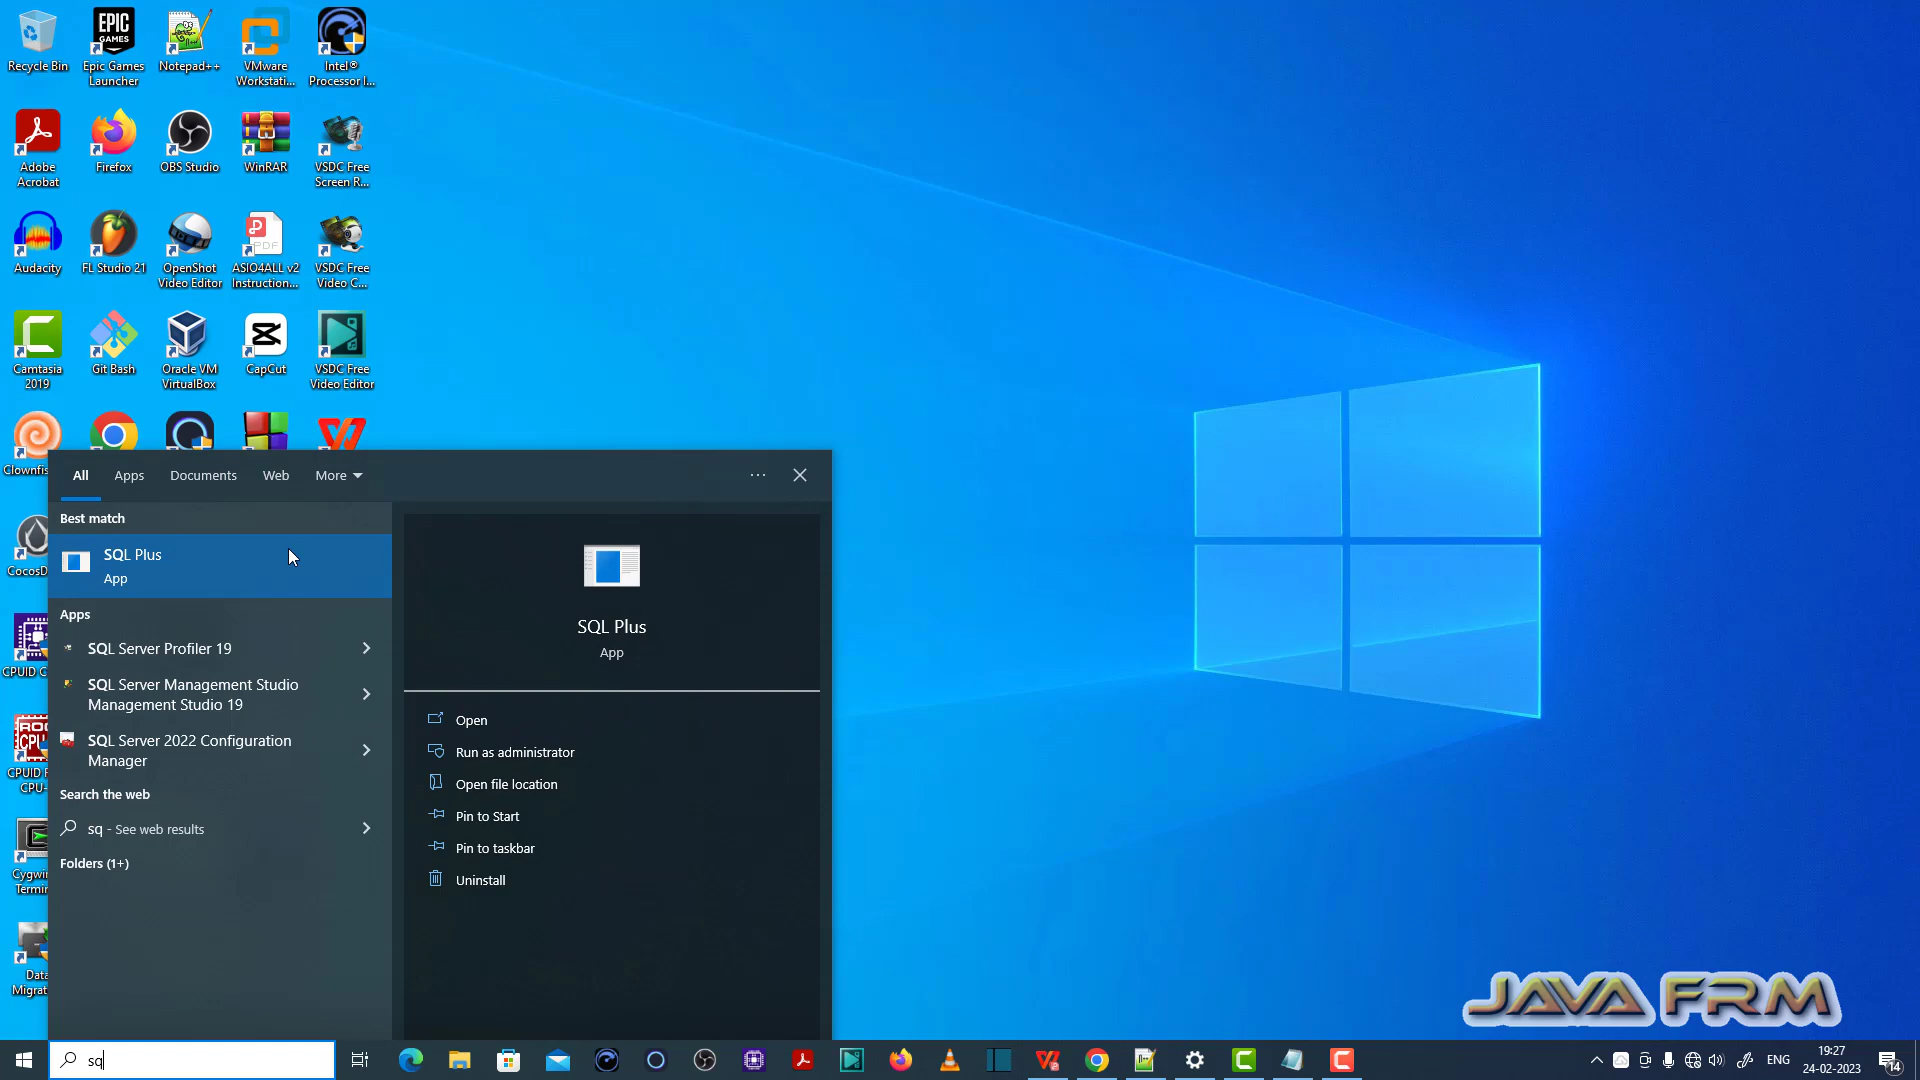 Recycle Bin
Epic Games
Launcher
Notepad++
VMware
Workstati...
Intel®
Processor I...
Adobe
Acrobat
Firefox
OBS Studio
WinRAR
VSDC Free
Screen R...
Audacity
FL Studio 21
OpenShot
Video Editor
ASIO4ALL v2
Instruction...
VSDC Free
Video C...
Camtasia
2019
Git Bash
Oracle VM
VirtualBox
CapCut
VSDC Free
Video Editor
Clownfis
CocosD
CPUID C
CPUID R
CPU-
Cygwin
Termin
Data
Migrat
All
Apps
Documents
Web
More
Best match
SQL Plus
App
Apps
SQL Server Profiler 19
SQL Server Management Studio
Management Studio 19
SQL Server 2022 Configuration
Manager
Search the web
sq - See web results
Folders (1+)
SQL Plus
App
Open
Run as administrator
Open file location
Pin to Start
Pin to taskbar
Uninstall
JAVA FRM
sq
ENG
19:27
24-02-2023
14